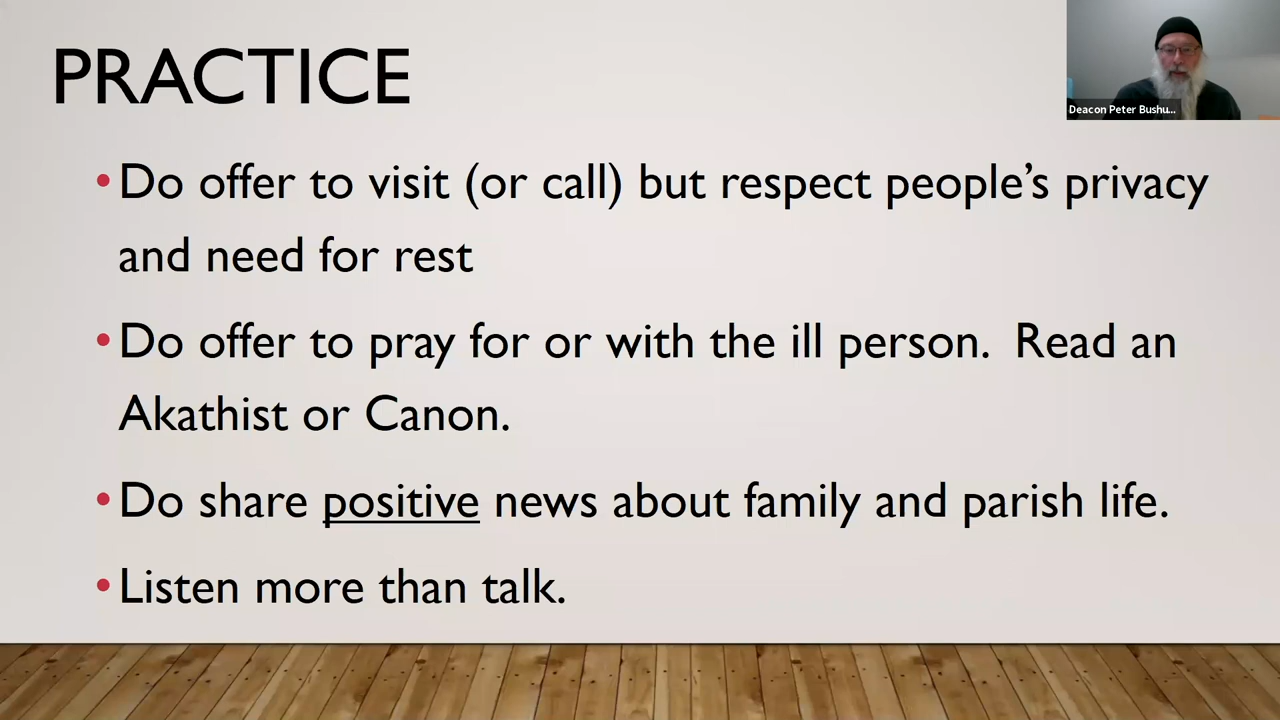 PRACTICE
Deacon Peter Bushu...
•Do offer to visit (or call) but respect people’s privacy
and need for rest
•Do offer to pray for or with the ill person.  Read an
Akathist or Canon.
•Do share positive news about family and parish life.
•Listen more than talk.